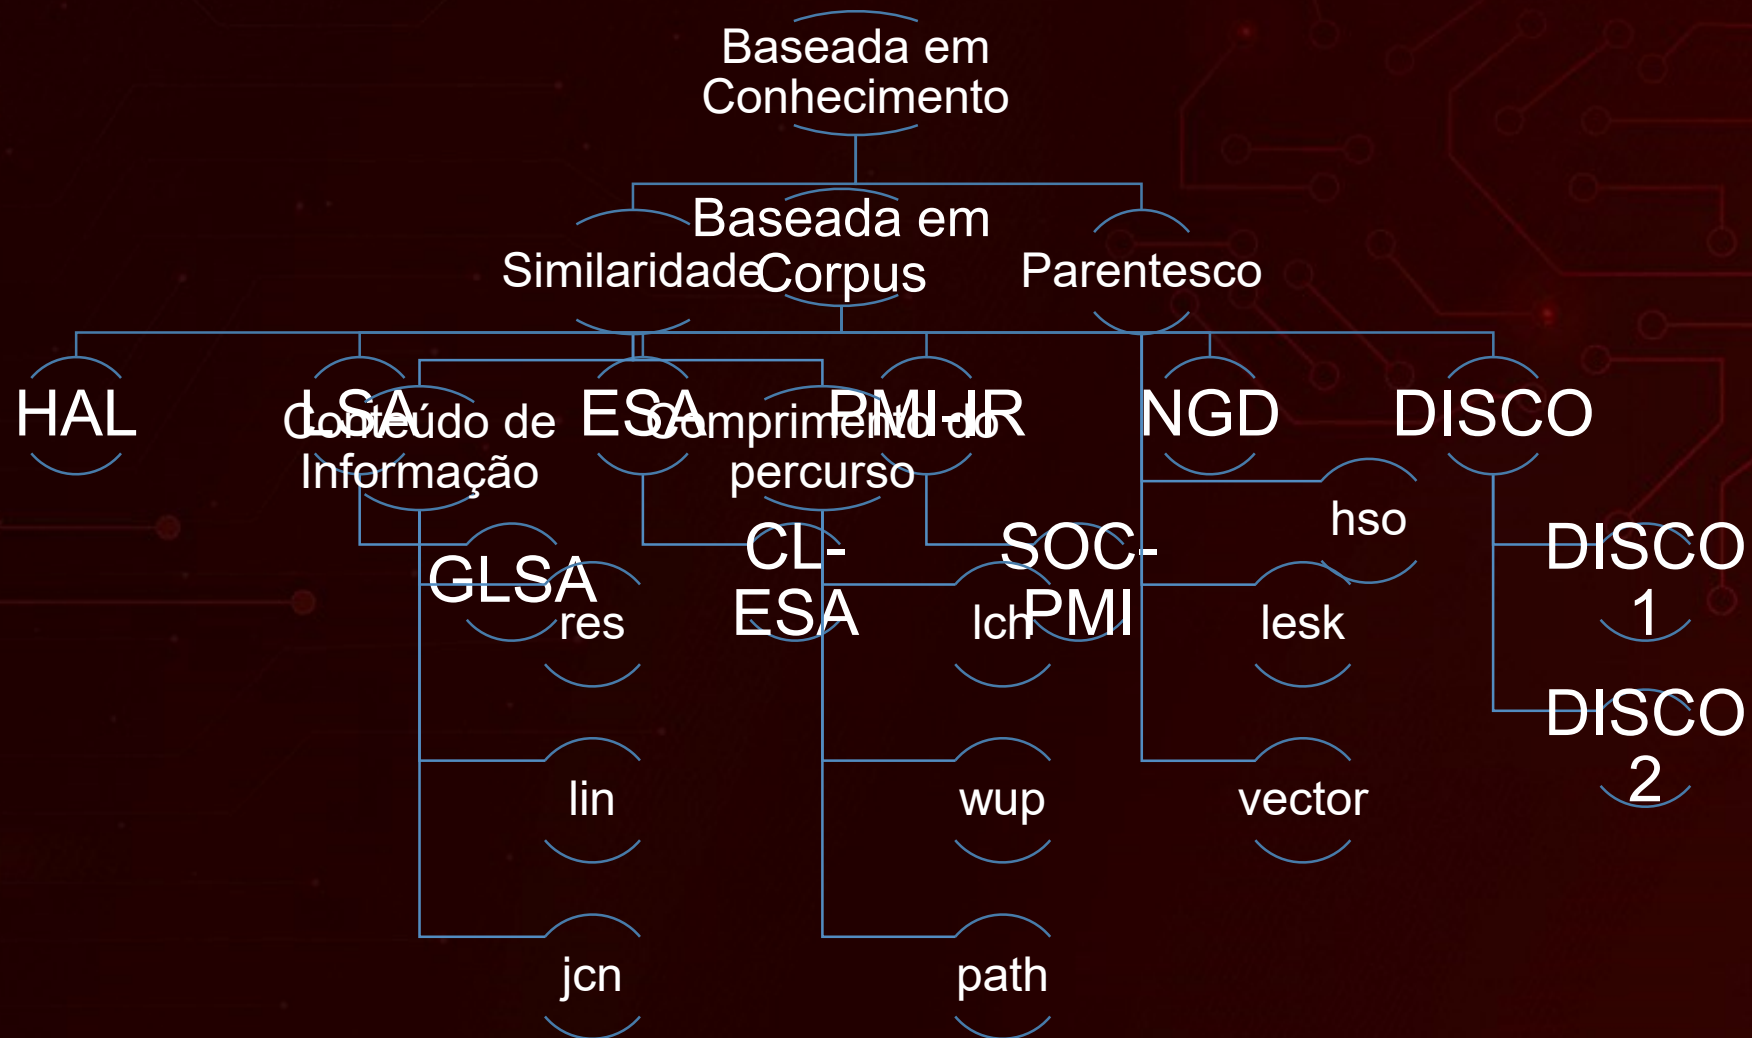 Baseada em
Conhecimento
Baseada em
Corpus
Similaridade
Parentesco
HAL
LSA
ESA
PMI-IR
NGD
DISCO
Conteúdo de
Informação
Comprimento do
percurso
hso
GLSA
CL-
ESA
SOC-
PMI
DISCO
1
res
lch
lesk
DISCO
2
lin
wup
vector
jcn
path